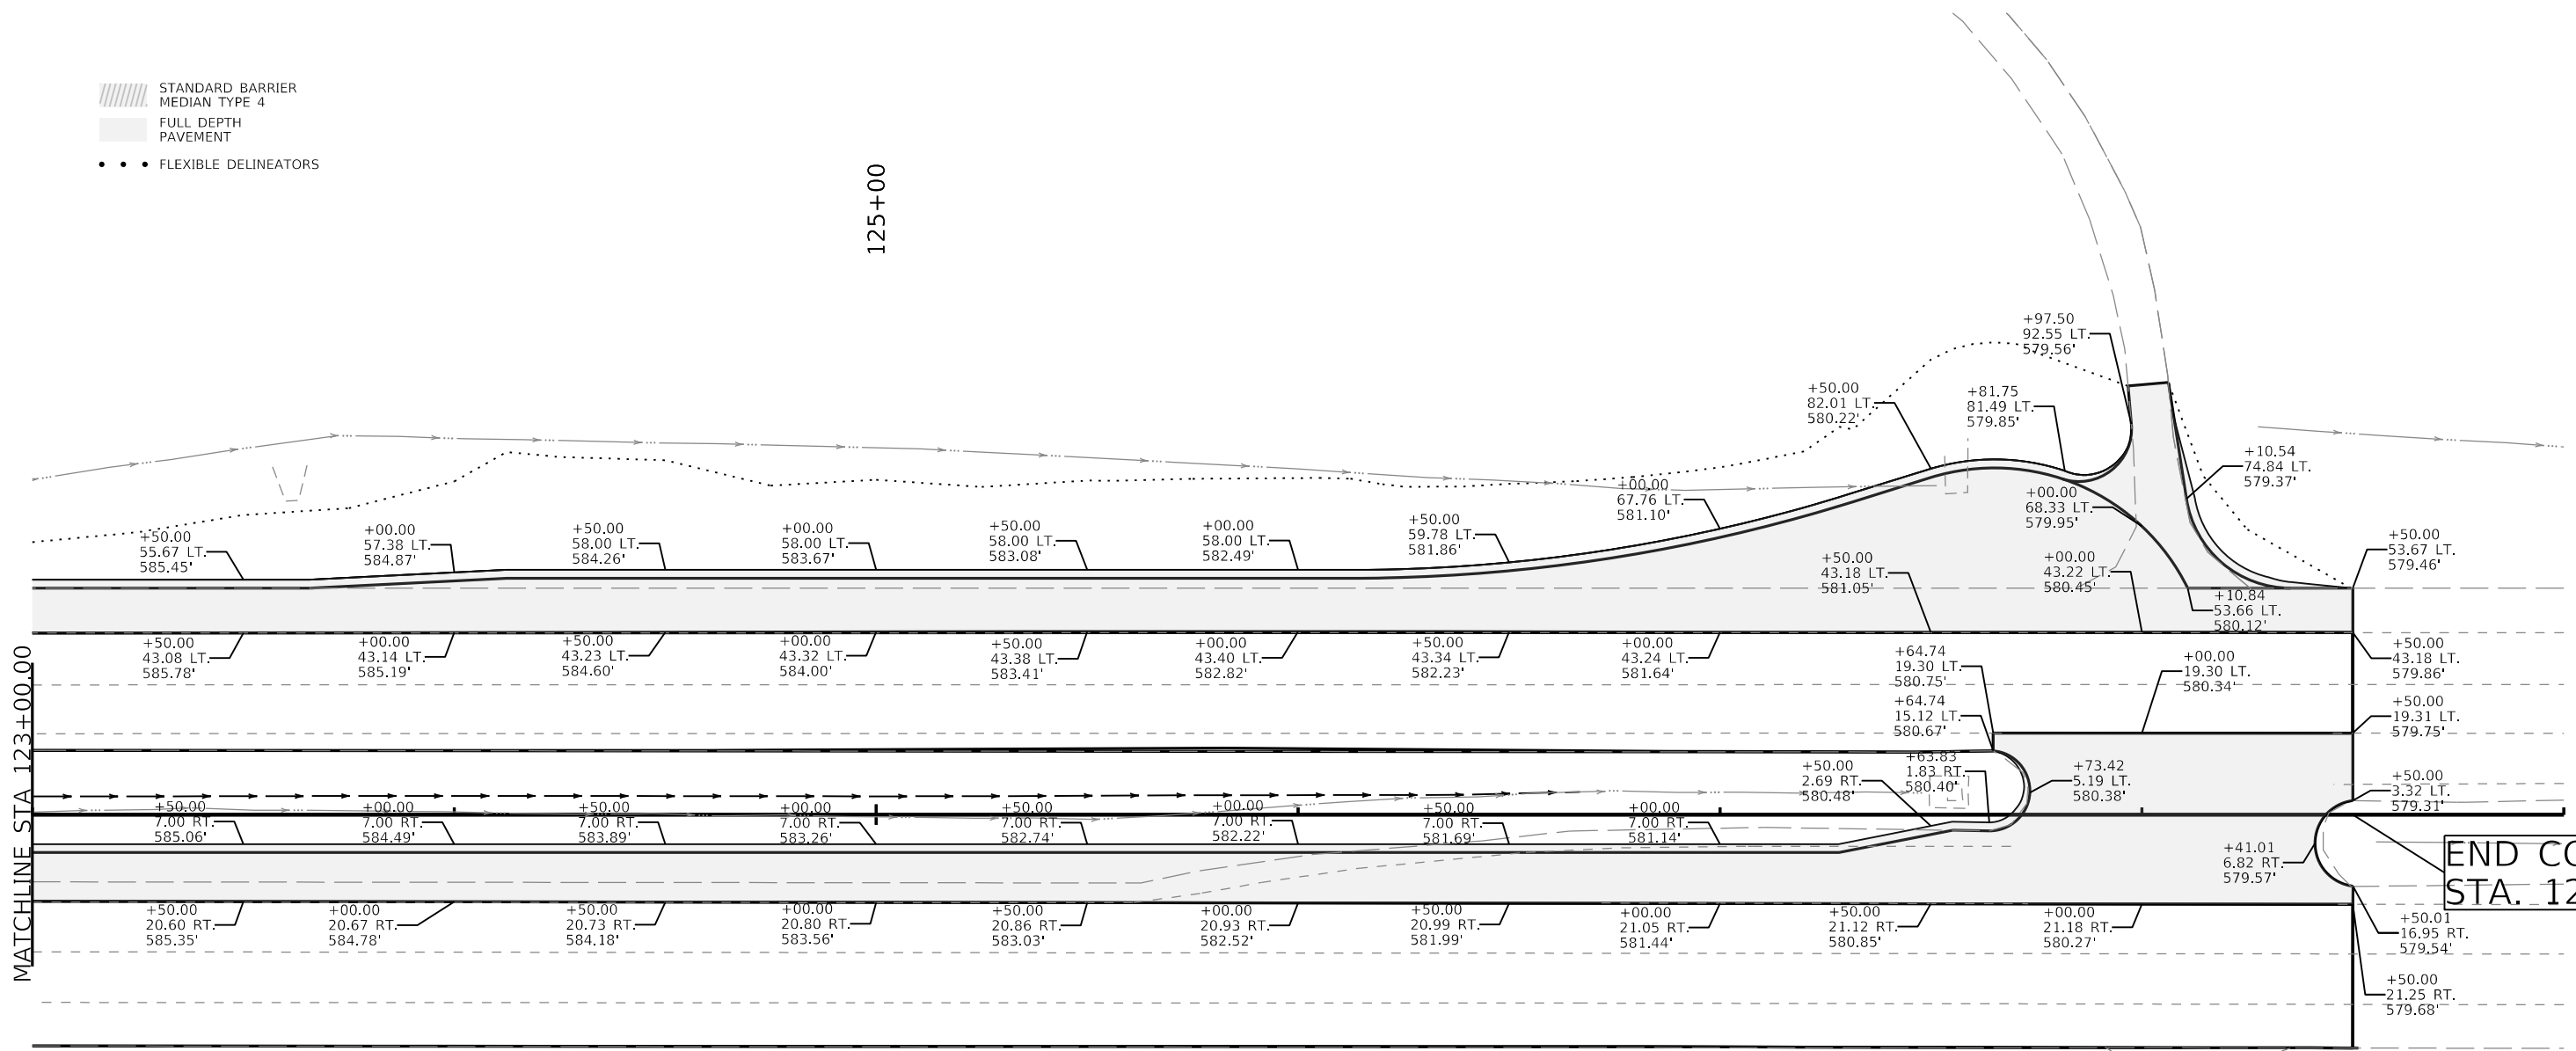 STANDARD BARRIER
MEDIAN TYPE 4
FULL DEPTH
PAVEMENT
FLEXIBLE DELINEATORS
125+00
MATCHLINE STA 123+00.00
+97.50
92.55 LT.
579.56'
+50.00
82.01 LT.
580.22'
+81.75
81.49 LT.
579.85'
+10.54
74.84 LT.
579.37'
+00.00
67.76 LT.
581.10'
+00.00
68.33 LT.
579.95'
+50.00
55.67 LT.
585.45'
+00.00
57.38 LT.
584.87'
+50.00
58.00 LT.
584.26'
+00.00
58.00 LT.
583.67'
+50.00
58.00 LT.
583.08'
+00.00
58.00 LT.
582.49'
+50.00
59.78 LT.
581.86'
+50.00
43.18 LT.
581.05'
+00.00
43.22 LT.
580.45'
+50.00
53.67 LT.
579.46'
+10.84
53.66 LT.
580.12'
+50.00
43.08 LT.
585.78'
+00.00
43.14 LT.
585.19'
+50.00
43.23 LT.
584.60'
+00.00
43.32 LT.
584.00'
+50.00
43.38 LT.
583.41'
+00.00
43.40 LT.
582.82'
+50.00
43.34 LT.
582.23'
+00.00
43.24 LT.
581.64'
+64.74
19.30 LT.
580.75'
+00.00
19.30 LT.
580.34'
+50.00
43.18 LT.
579.86'
+64.74
15.12 LT.
580.67'
+50.00
19.31 LT.
579.75'
+50.00
2.69 RT.
580.48'
+63.83
1.83 RT.
580.40'
+73.42
5.19 LT.
580.38'
+50.00
3.32 LT.
579.31'
+50.00
7.00 RT.
585.06'
+00.00
7.00 RT.
584.49'
+50.00
7.00 RT.
583.89'
+00.00
7.00 RT.
583.26'
+50.00
7.00 RT.
582.74'
+00.00
7.00 RT.
582.22'
+50.00
7.00 RT.
581.69'
+00.00
7.00 RT.
581.14'
+41.01
6.82 RT.
579.57'
END CO
STA. 12
+50.00
20.60 RT.
585.35'
+00.00
20.67 RT.
584.78'
+50.00
20.73 RT.
584.18'
+00.00
20.80 RT.
583.56'
+50.00
20.86 RT.
583.03'
+00.00
20.93 RT.
582.52'
+50.00
20.99 RT.
581.99'
+00.00
21.05 RT.
581.44'
+50.00
21.12 RT.
580.85'
+00.00
21.18 RT.
580.27'
+50.01
16.95 RT.
579.54'
+50.00
21.25 RT.
579.68'